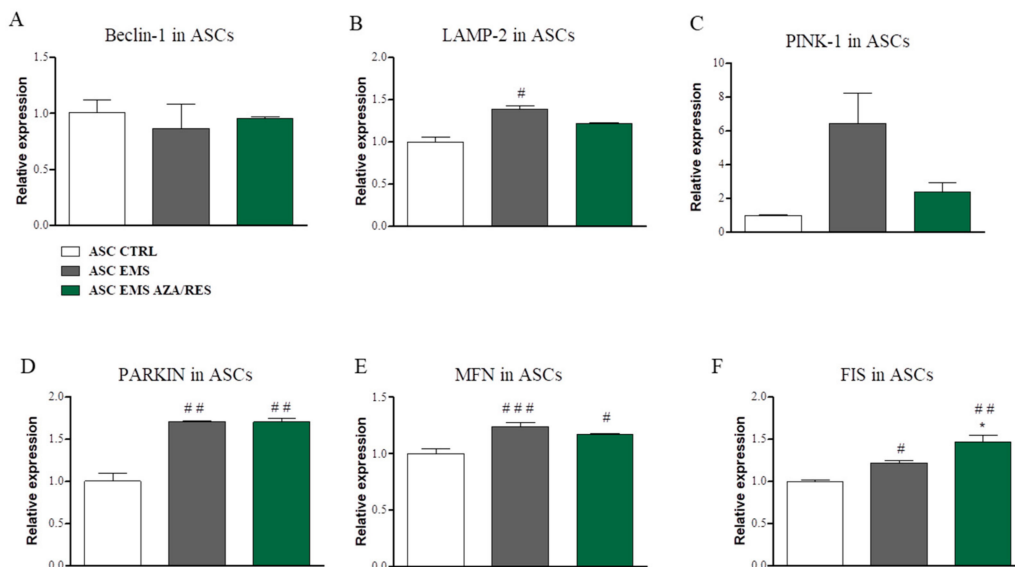 A
Beclin-1 in ASCs
Relative expression
1.5
1.0
0.5
0.0
B
LAMP-2 in ASCs
Relative expression
2.0
1.5
1.0
0.5
0.0
#
C
PINK-1 in ASCs
Relative expression
10
8
6
4
2
0
ASC CTRL
ASC EMS
ASC EMS AZA/RES
D
PARKIN in ASCs
Relative expression
2.0
1.5
1.0
0.5
0.0
# #
# #
E
MFN in ASCs
Relative expression
1.5
1.0
0.5
0.0
# # #
#
F
FIS in ASCs
Relative expression
2.0
1.5
1.0
0.5
0.0
#
# #
*